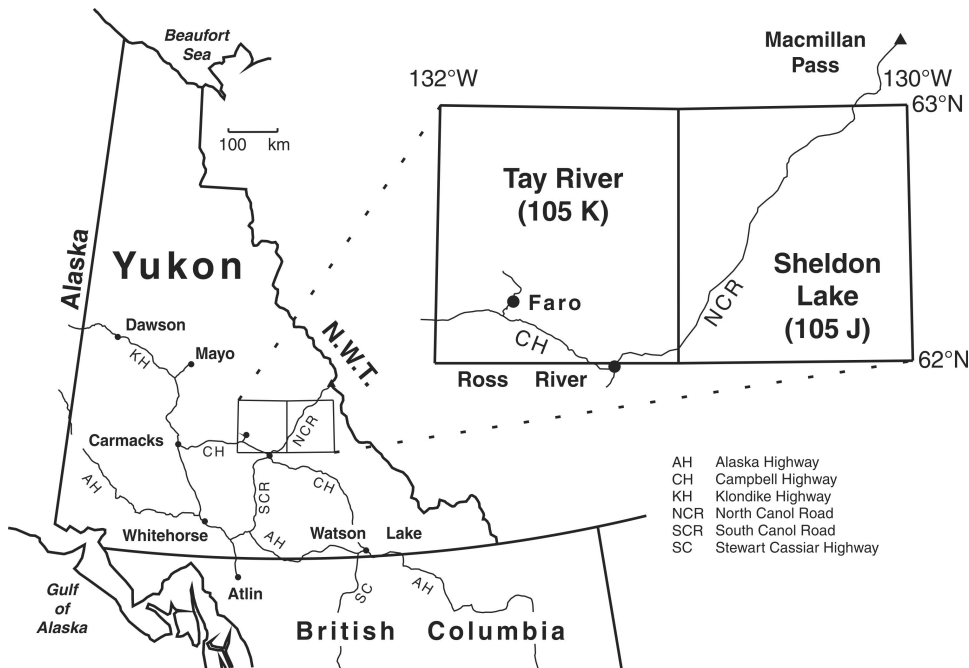 Beaufort
Sea
100 km
Alaska
Yukon
N.W.T.
Dawson
KH
Mayo
Carmacks
CH
NCR
AH
SCR
CH
Whitehorse
AH
Watson Lake
Atlin
SC
AH
Gulf
of
Alaska
British Columbia
Macmillan
Pass
132°W
130°W
63°N
Tay River
(105 K)
Sheldon
Lake
(105 J)
NCR
Faro
CH
Ross River
62°N
AH Alaska Highway
CH Campbell Highway
KH Klondike Highway
NCR North Canol Road
SCR South Canol Road
SC Stewart Cassiar Highway